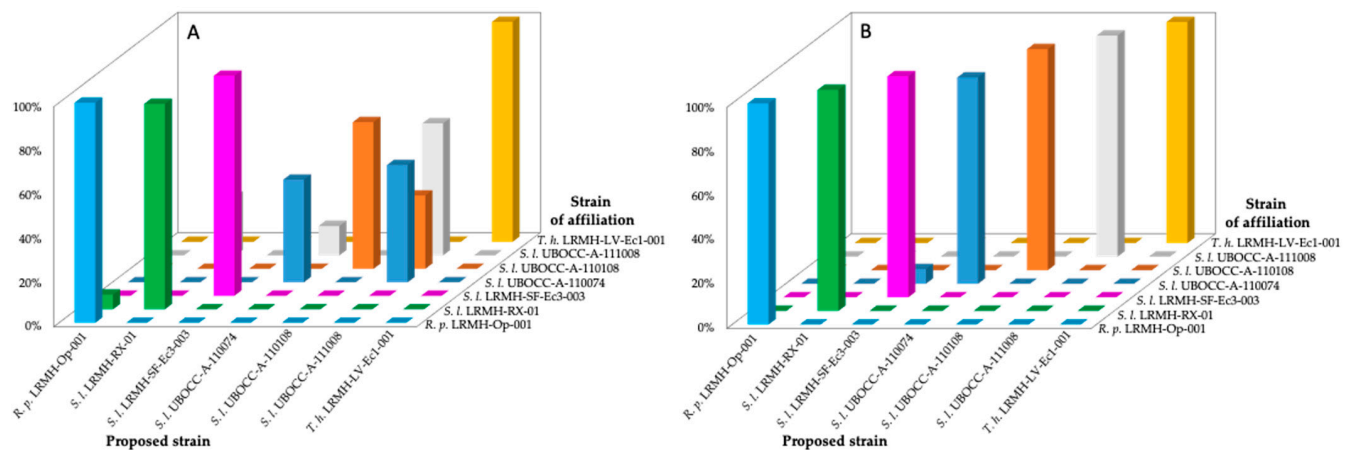 A
100%
80%
60%
40%
20%
0%
R. p. LRMH-Op-001
S. l. LRMH-RX-01
S. l. LRMH-SF-Ec3-003
S. l. UBOCC-A-110074
S. l. UBOCC-A-110108
S. l. UBOCC-A-111008
T. h. LRMH-LV-Ec1-001
Proposed strain
Strain
of affiliation
T. h. LRMH-LV-Ec1-001
S. l. UBOCC-A-111008
S. l. UBOCC-A-110108
S. l. UBOCC-A-110074
S. l. LRMH-SF-Ec3-003
S. l. LRMH-RX-01
R. p. LRMH-Op-001
B
100%
80%
60%
40%
20%
0%
R. p. LRMH-Op-001
S. l. LRMH-RX-01
S. l. LRMH-SF-Ec3-003
S. l. UBOCC-A-110074
S. l. UBOCC-A-110108
S. l. UBOCC-A-111008
T. h. LRMH-LV-Ec1-001
Proposed strain
Strain
of affiliation
T. h. LRMH-LV-Ec1-001
S. l. UBOCC-A-111008
S. l. UBOCC-A-110108
S. l. UBOCC-A-110074
S. l. LRMH-SF-Ec3-003
S. l. LRMH-RX-01
R. p. LRMH-Op-001